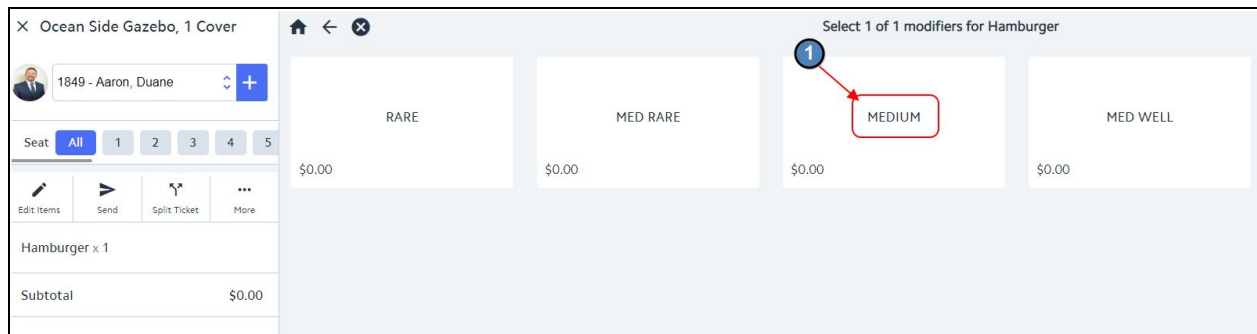 Ocean Side Gazebo, 1 Cover
Select 1 of 1 modifiers for Hamburger
1
1849 - Aaron, Duane
+
RARE
MED RARE
MEDIUM
MED WELL
Seat All 1 2 3 4 5
$0.00
$0.00
$0.00
$0.00
Edit Items
Send
Split Ticket
More
Hamburger x 1
Subtotal $0.00